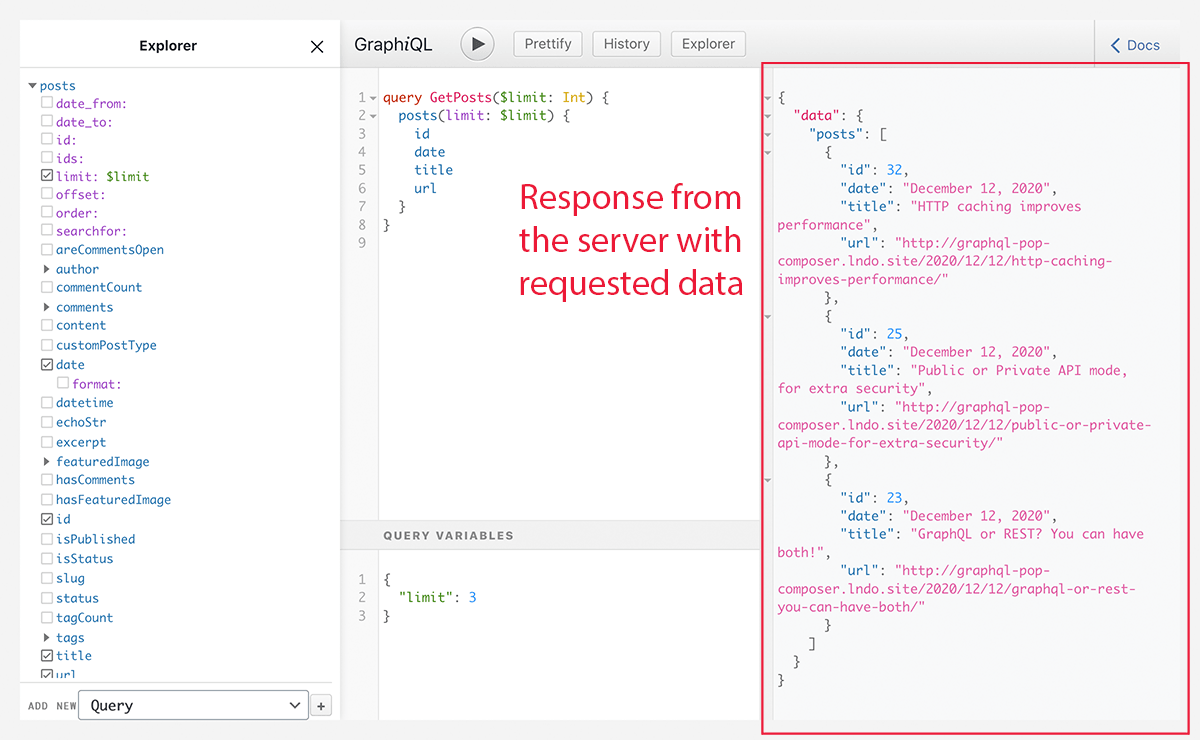 Explorer
posts
date_from:
date_to:
id:
ids:
limit: $limit
offset:
order:
searchfor:
areCommentsOpen
author
commentCount
comments
content
customPostType
date
format:
datetime
echoStr
excerpt
featuredImage
hasComments
hasFeaturedImage
id
isPublished
isStatus
slug
status
tagCount
tags
title
url
ADD NEW Query +
GraphiQL Prettify History Explorer Docs
1 query GetPosts($limit: Int) {
2 posts(limit: $limit) {
3 id
4 date
5 title
6 url
7 }
8 }
9
Response from
the server with
requested data
QUERY VARIABLES
1 {
2 "limit": 3
3 }
{
"data": {
"posts": [
{
"id": 32,
"date": "December 12, 2020",
"title": "HTTP caching improves
performance",
"url": "http://graphql-pop-
composer.lndo.site/2020/12/12/http-caching-
improves-performance/"
},
{
"id": 25,
"date": "December 12, 2020",
"title": "Public or Private API mode,
for extra security",
"url": "http://graphql-pop-
composer.lndo.site/2020/12/12/public-or-private-
api-mode-for-extra-security/"
},
{
"id": 23,
"date": "December 12, 2020",
"title": "GraphQL or REST? You can have
both!",
"url": "http://graphql-pop-
composer.lndo.site/2020/12/12/graphql-or-rest-
you-can-have-both/"
}
]
}
}